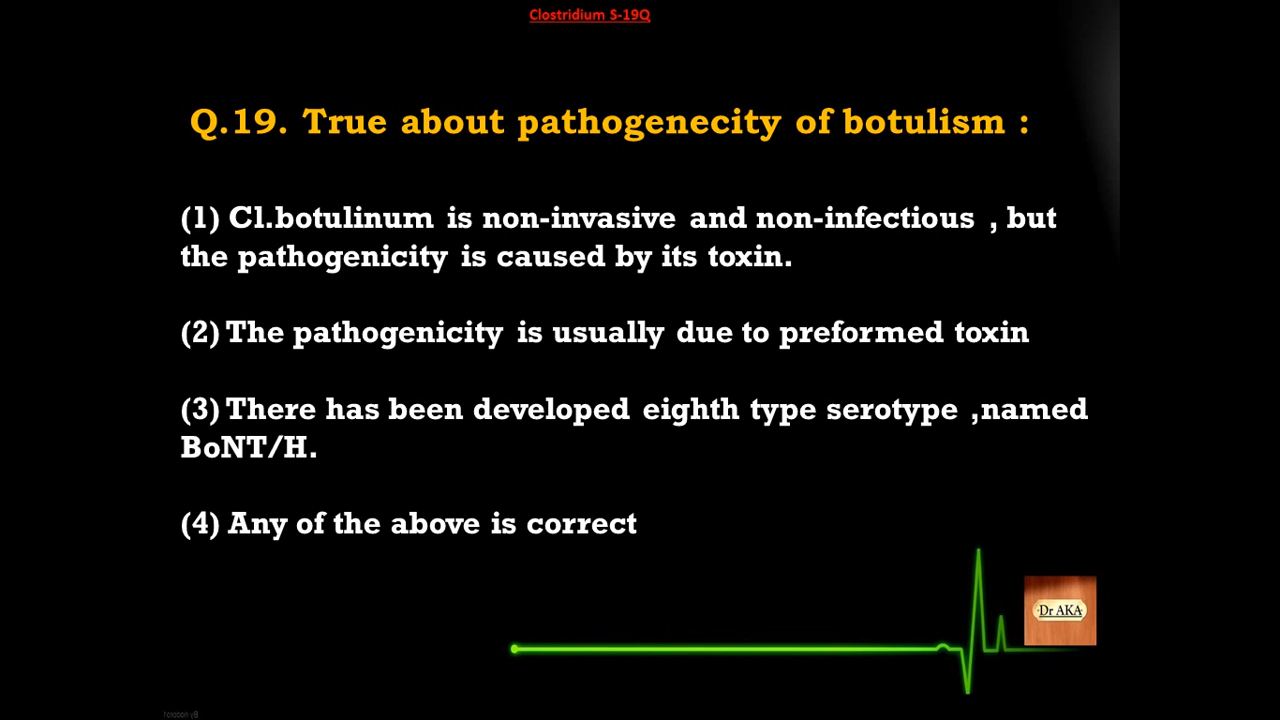 Clostridium S-19Q
Q.19. True about pathogenecity of botulism :
(1) Cl.botulinum is non-invasive and non-infectious , but
the pathogenicity is caused by its toxin.
(2) The pathogenicity is usually due to preformed toxin
(3) There has been developed eighth type serotype ,named
BoNT/H.
(4) Any of the above is correct
Dr AKA